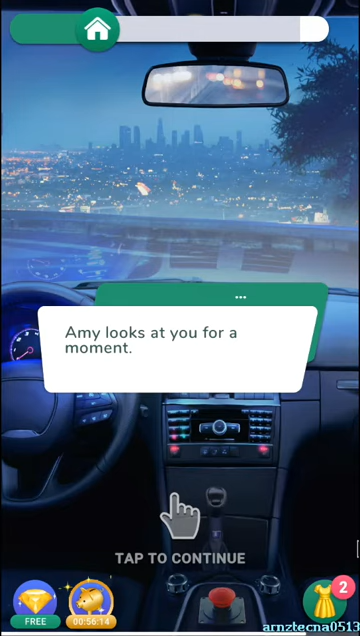 ...
Amy looks at you for a
moment.
TAP TO CONTINUE
2
FREE
00:56:14
arnztecna0513